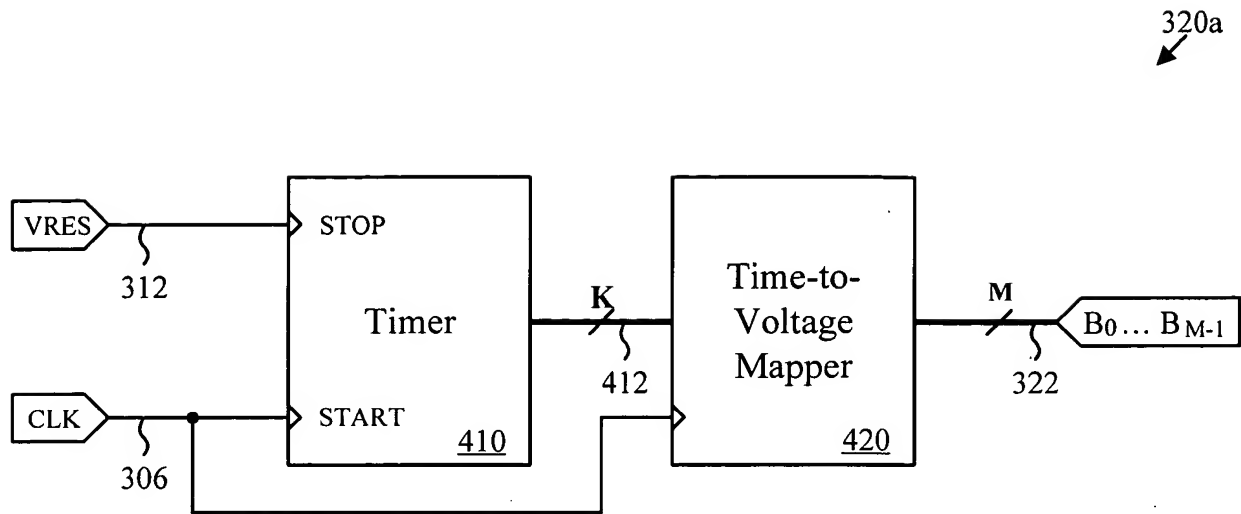 320a
VRES
312
STOP
Timer
K
412
Time-to-
Voltage
Mapper
M
322
B0... BM-1
CLK
306
START
410
420